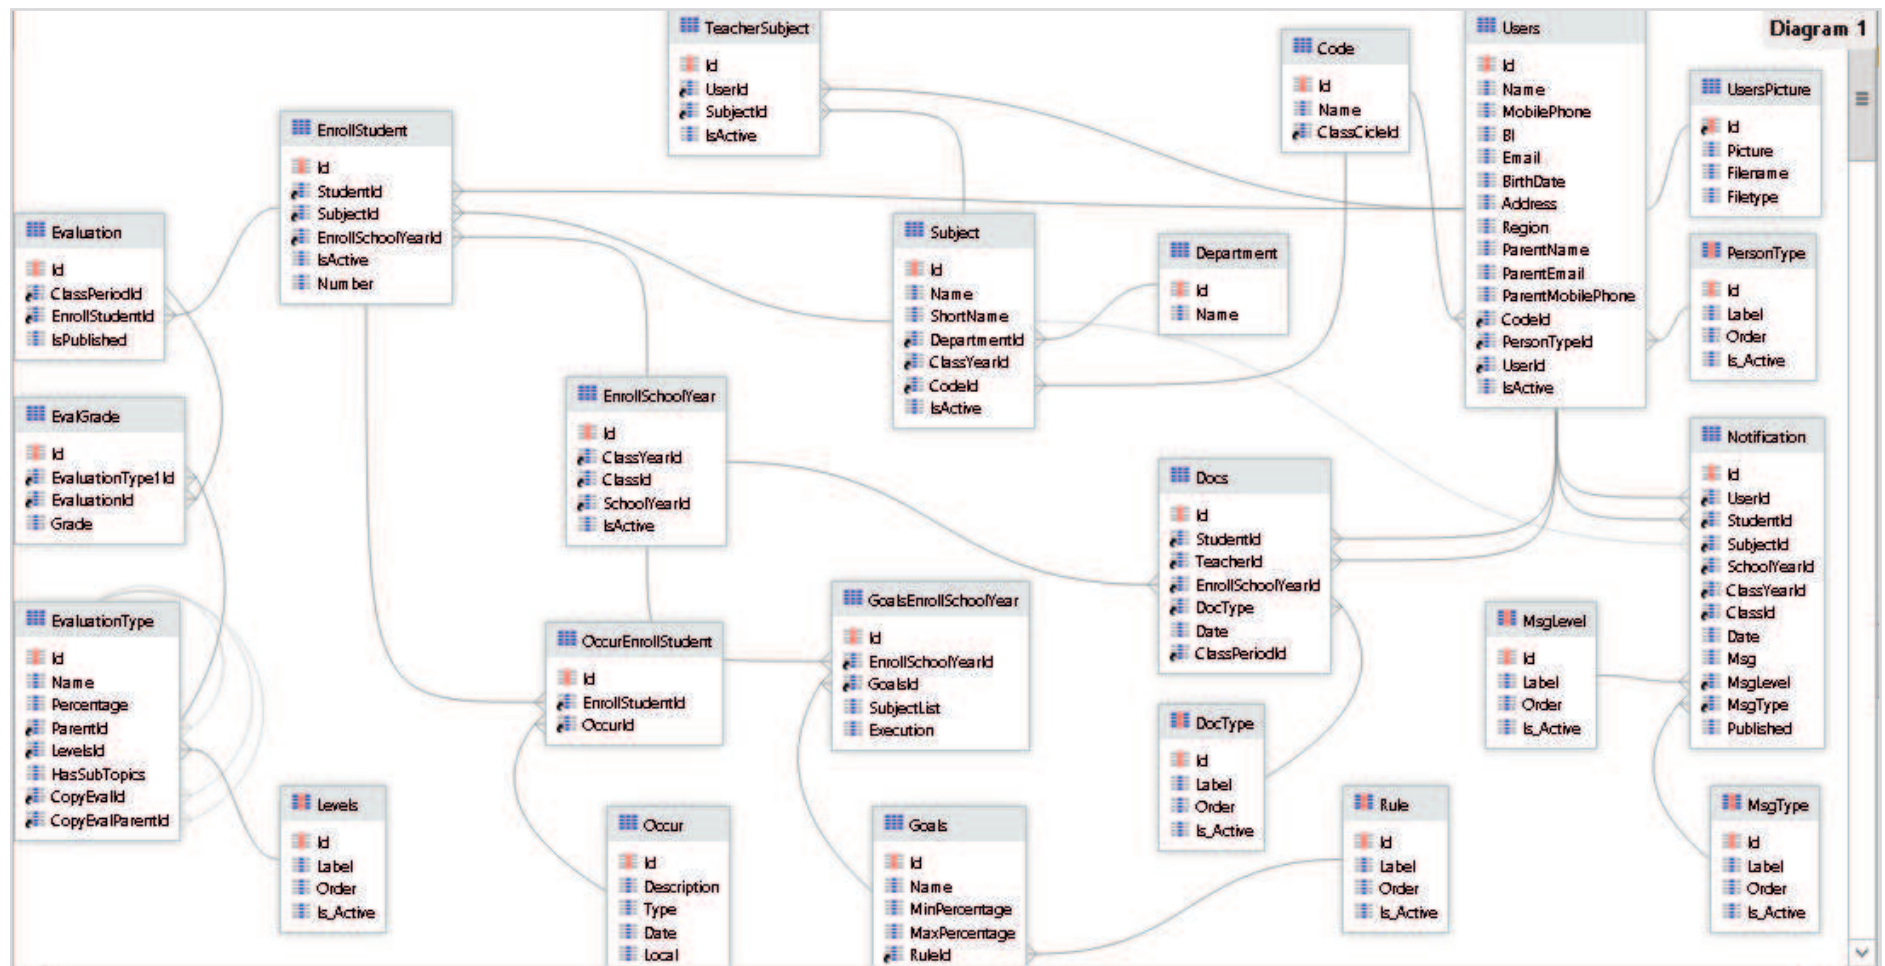 Diagram 1
TeacherSubject
Id
UserId
SubjectId
IsActive
Code
Id
Name
ClassCicleId
Users
Id
Name
MobilePhone
BI
Email
BirthDate
Address
Region
ParentName
ParentEmail
ParentMobilePhone
CodeId
PersonTypeId
UserId
IsActive
UsersPicture
Id
Picture
Filename
Filetype
EnrollStudent
Id
StudentId
SubjectId
EnrollSchoolYearId
IsActive
Number
Evaluation
Id
ClassPeriodId
EnrollStudentId
IsPublished
Subject
Id
Name
ShortName
DepartmentId
ClassYearId
CodeId
IsActive
Department
Id
Name
PersonType
Id
Label
Order
Is_Active
EvalGrade
Id
EvaluationType1Id
EvaluationId
Grade
EnrollSchoolYear
Id
ClassYearId
ClassId
SchoolYearId
IsActive
Docs
Id
StudentId
TeacherId
EnrollSchoolYearId
DocType
Date
ClassPeriodId
Notification
Id
UserId
StudentId
SubjectId
SchoolYearId
ClassYearId
ClassId
Date
Msg
MsgLevel
MsgType
Published
EvaluationType
Id
Name
Percentage
ParentId
LevelsId
HasSubTopics
CopyEvalId
CopyEvalParentId
OccurEnrollStudent
Id
EnrollStudentId
OccurId
GoalsEnrollSchoolYear
Id
EnrollSchoolYearId
GoalsId
SubjectList
Execution
MsgLevel
Id
Label
Order
Is_Active
DocType
Id
Label
Order
Is_Active
Levels
Id
Label
Order
Is_Active
Occur
Id
Description
Type
Date
Local
Goals
Id
Name
MinPercentage
MaxPercentage
RuleId
Rule
Id
Label
Order
Is_Active
MsgType
Id
Label
Order
Is_Active